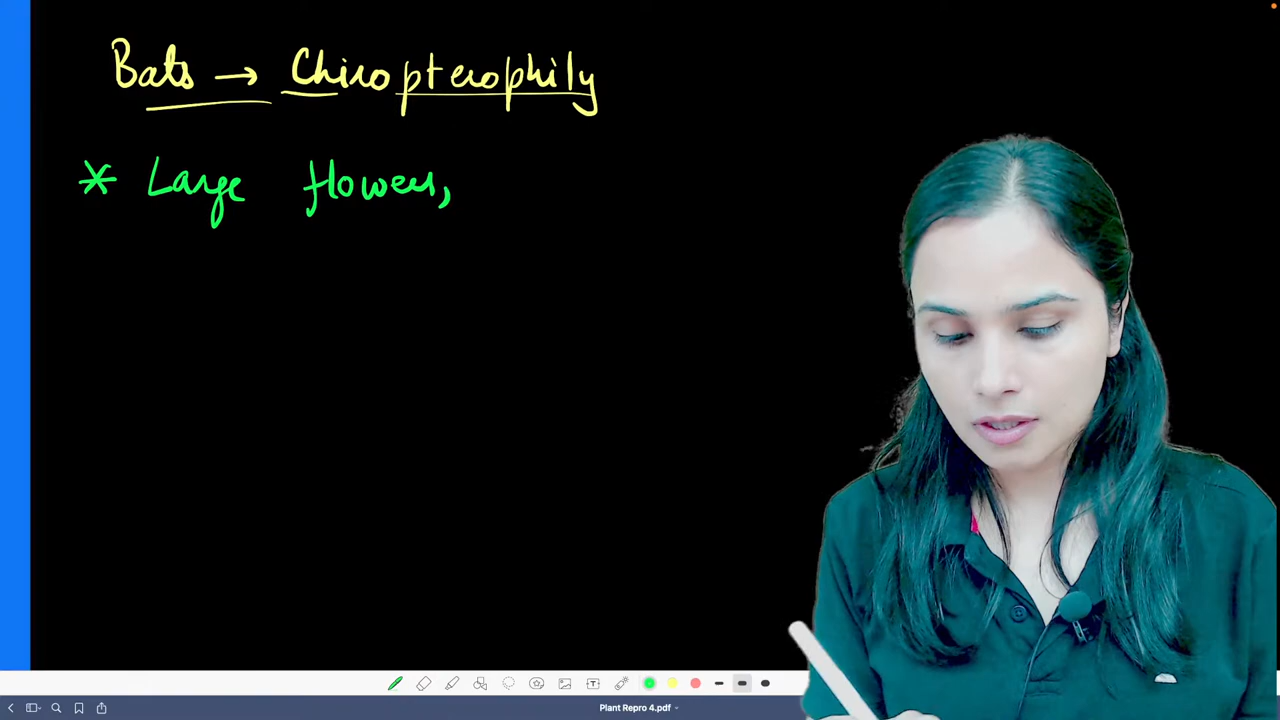 Bats → Chiropterophily
* Large flowers,
Plant Repro 4.pdf